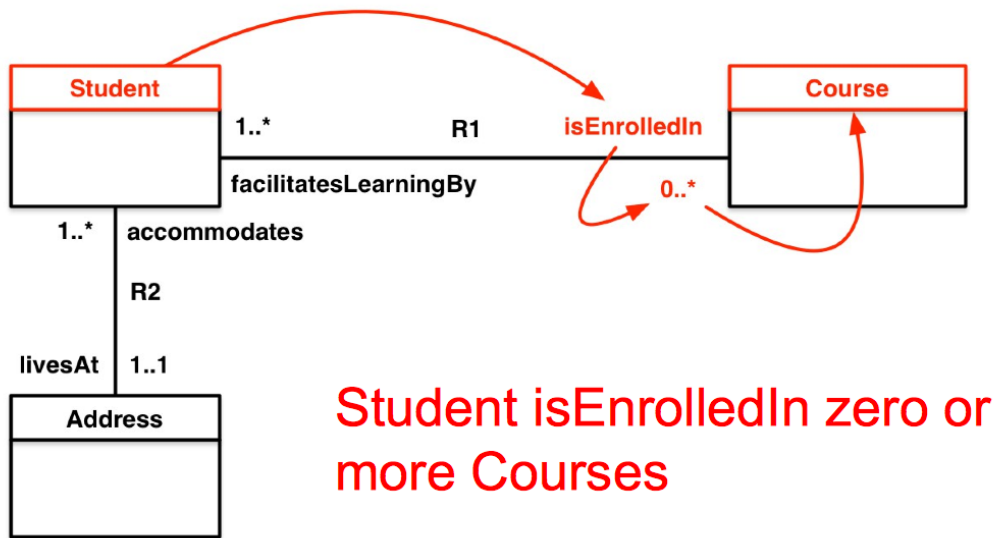 Student
Course
1..*
R1
isEnrolledIn
facilitatesLearningBy
0..*
1..*
accommodates
R2
livesAt
1..1
Address
Student isEnrolledIn zero or
more Courses